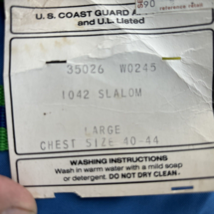 390
U.S. COAST GUARD A
and U.L. Listed
35026 W0245
1042 SLALOM
LARGE
CHEST SIZE 40-44
WASHING INSTRUCTIONS
Wash in warm water with a mild soap
or detergent. DO NOT DRY CLEAN.